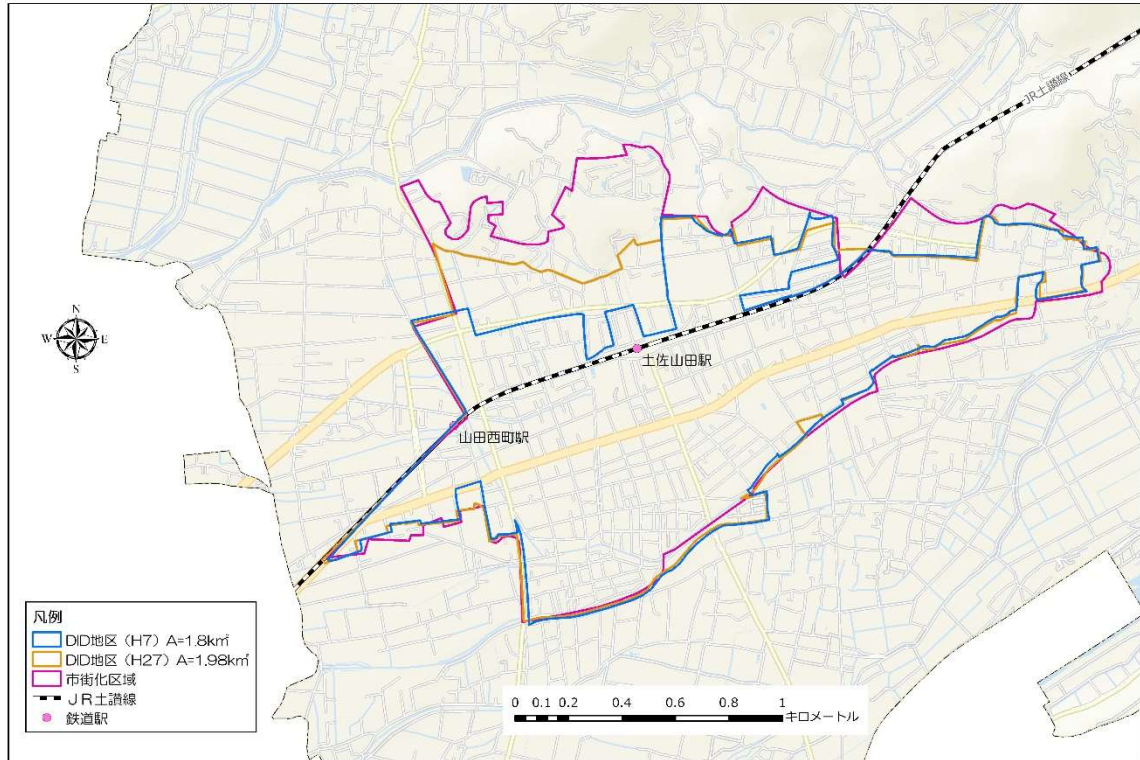 JR土讃線
N
W
E
S
土佐山田駅
山田西町駅
凡例
DID地区（H7）A=1.8k㎡
DID地区（H27）A=1.98k㎡
市街化区域
ＪＲ土讃線
鉄道駅
0 0.1 0.2 0.4 0.6 0.8 1
キロメートル